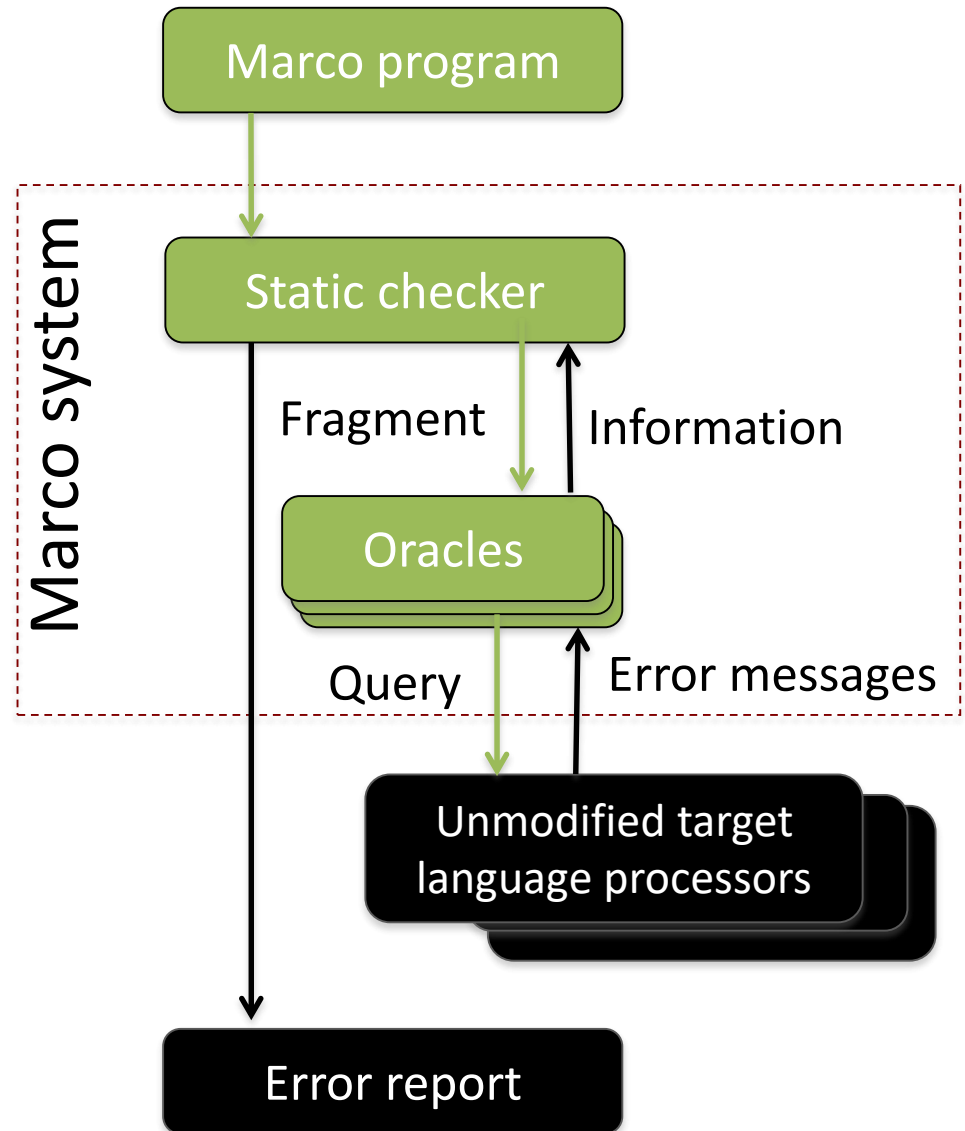 Marco program
Marco system
Static checker
Fragment
Information
Oracles
Query
Error messages
Unmodified target
language processors
Error report